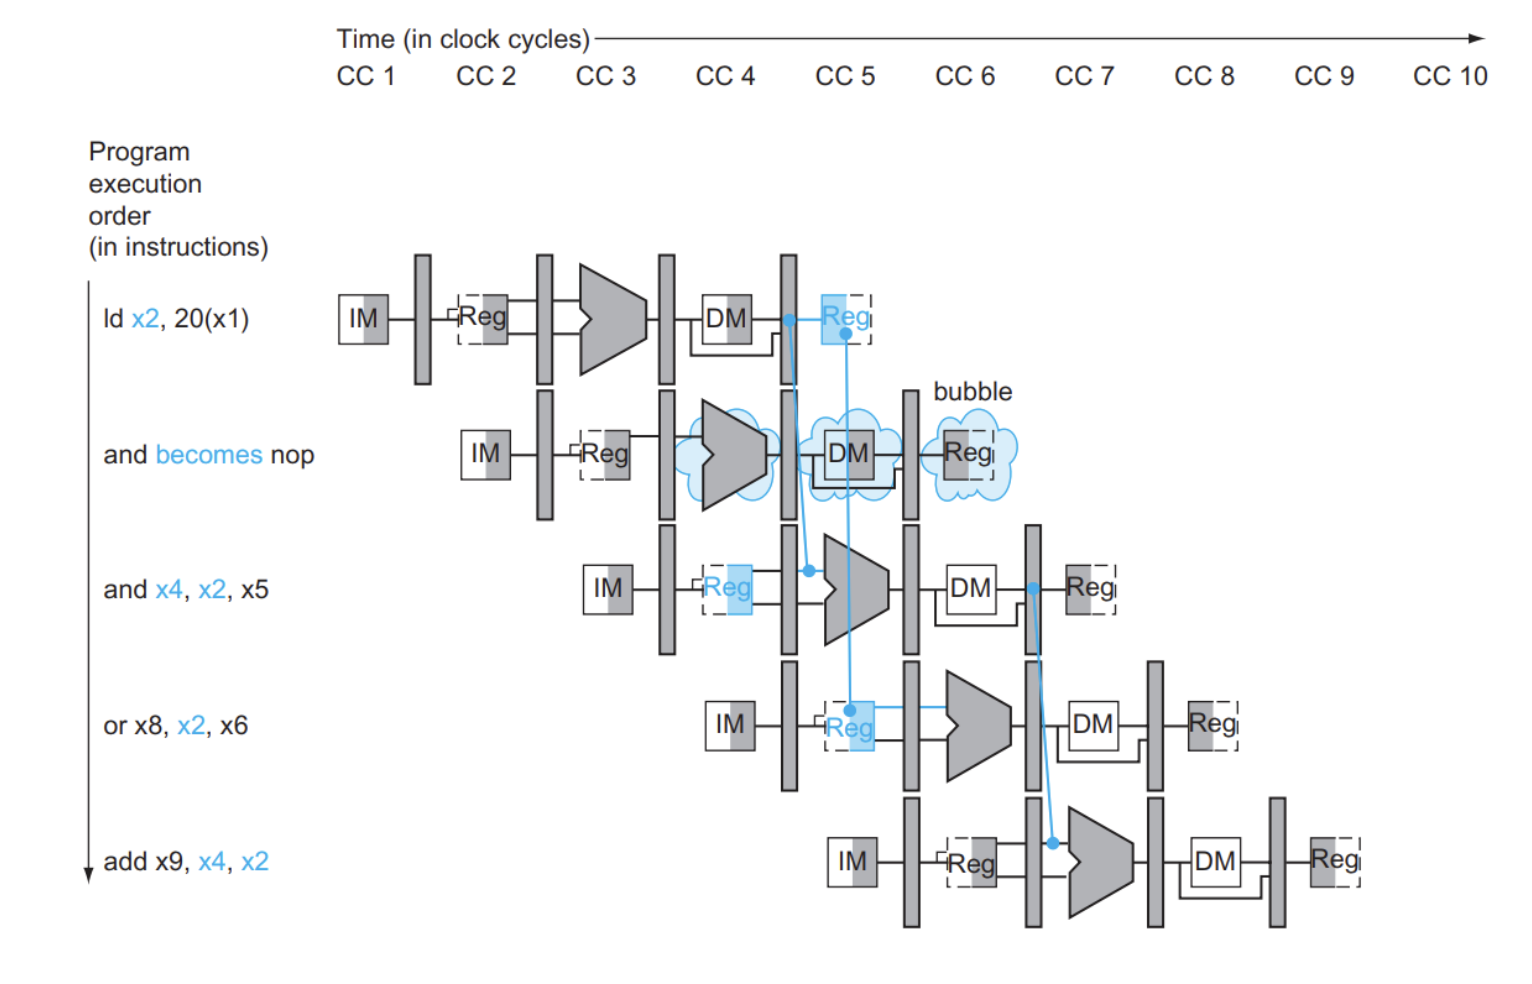 Time (in clock cycles)
CC 1 CC 2 CC 3 CC 4 CC 5 CC 6 CC 7 CC 8 CC 9 CC 10
Program
execution
order
(in instructions)
ld x2, 20(x1)
IM Reg DM Reg
bubble
and becomes nop
IM Reg DM Reg
and x4, x2, x5
IM Reg DM Reg
or x8, x2, x6
IM Reg DM Reg
add x9, x4, x2
IM Reg DM Reg